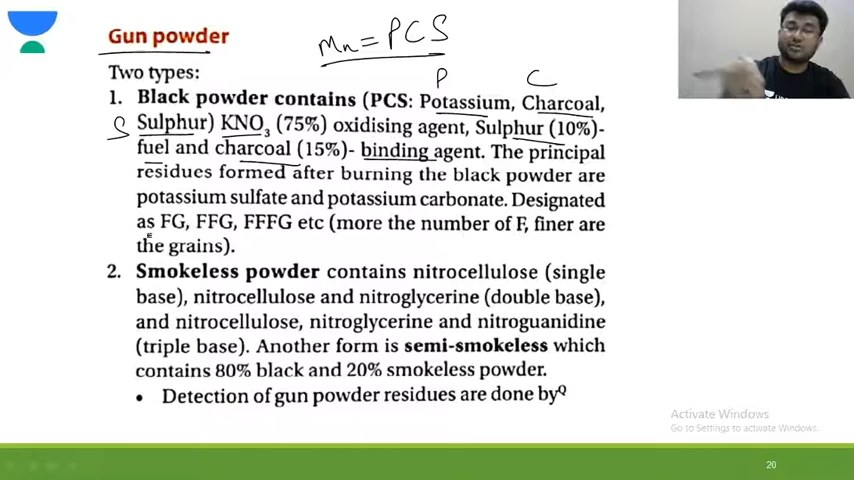 Gun powder
Mn = PCS
Two types:
P C
1. Black powder contains (PCS: Potassium, Charcoal,
S Sulphur) KNO₃ (75%) oxidising agent, Sulphur (10%)-
fuel and charcoal (15%)- binding agent. The principal
residues formed after burning the black powder are
potassium sulfate and potassium carbonate. Designated
as FG, FFG, FFFG etc (more the number of F, finer are
the grains).
2. Smokeless powder contains nitrocellulose (single
base), nitrocellulose and nitroglycerine (double base),
and nitrocellulose, nitroglycerine and nitroguanidine
(triple base). Another form is semi-smokeless which
contains 80% black and 20% smokeless powder.
• Detection of gun powder residues are done byQ
Activate Windows
Go to Settings to activate Windows.
20